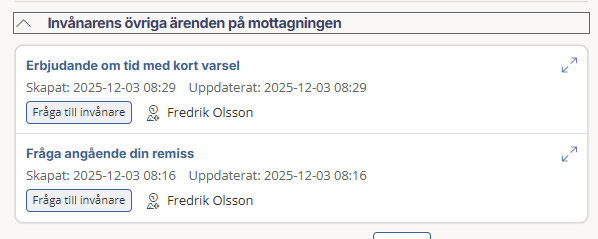 Invånarens övriga ärenden på mottagningen
Erbjudande om tid med kort varsel
Skapat: 2025-12-03 08:29 Uppdaterat: 2025-12-03 08:29
Fråga till invånare Fredrik Olsson
Fråga angående din remiss
Skapat: 2025-12-03 08:16 Uppdaterat: 2025-12-03 08:16
Fråga till invånare Fredrik Olsson